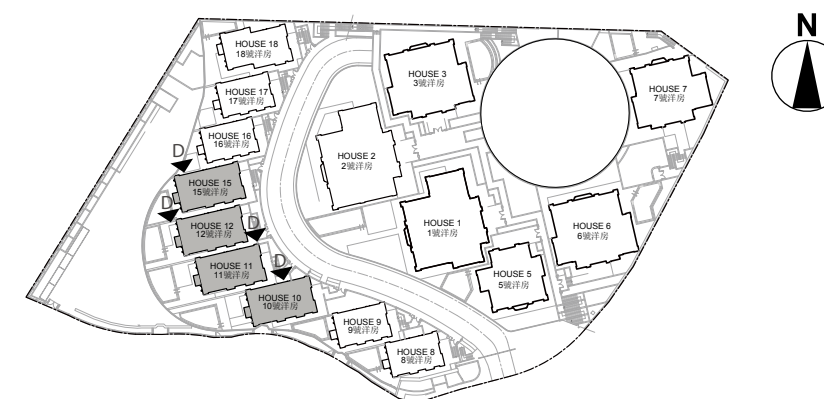 N
HOUSE 18
18號洋房
HOUSE 3
3號洋房
HOUSE 7
7號洋房
HOUSE 17
17號洋房
HOUSE 16
16號洋房
D
HOUSE 2
2號洋房
HOUSE 15
15號洋房
D
HOUSE 12
12號洋房
D
HOUSE 1
1號洋房
HOUSE 6
6號洋房
HOUSE 11
11號洋房
D
HOUSE 5
5號洋房
HOUSE 10
10號洋房
HOUSE 9
9號洋房
HOUSE 8
8號洋房